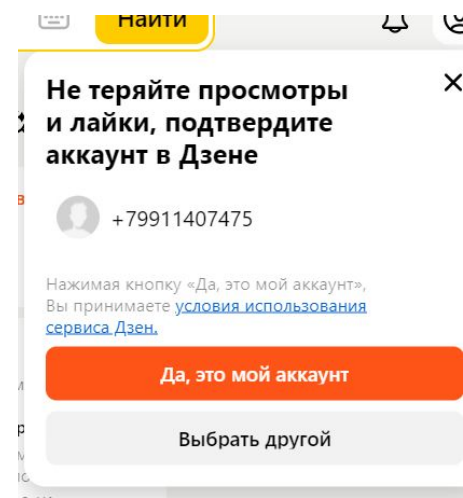 Найти
Не теряйте просмотры
и лайки, подтвердите
аккаунт в Дзене
+79911407475
Нажимая кнопку «Да, это мой аккаунт»,
Вы принимаете условия использования
сервиса Дзен.
Да, это мой аккаунт
Выбрать другой